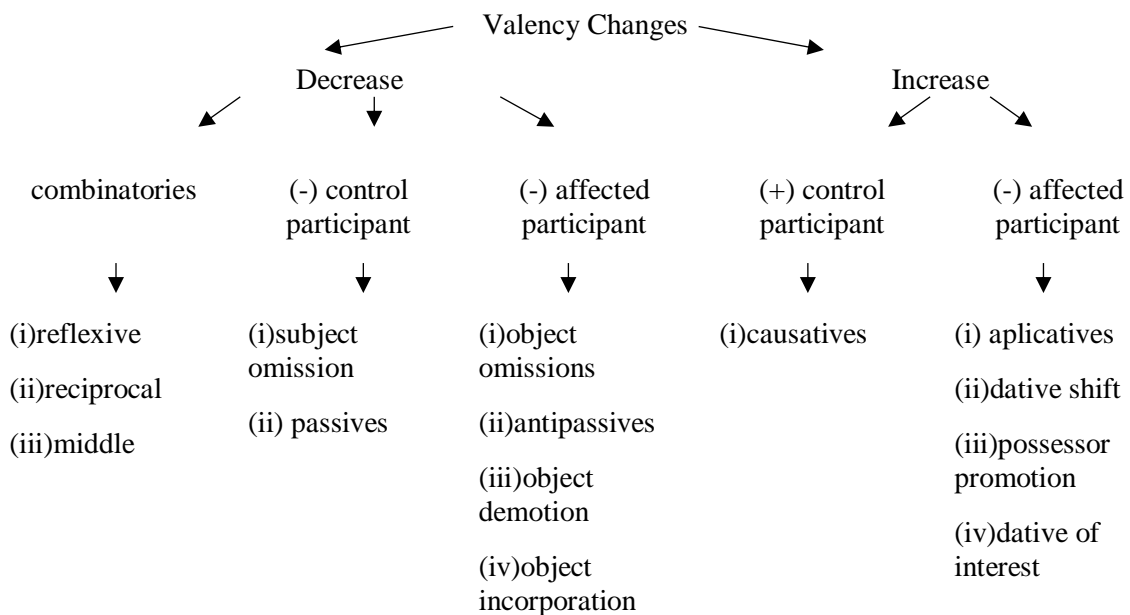 Valency Changes
Decrease
Increase
combinatories
(-) control
participant
(-) affected
participant
(+) control
participant
(-) affected
participant
(i)reflexive
(ii)reciprocal
(iii)middle
(i)subject
omission
(ii) passives
(i)object
omissions
(ii)antipassives
(iii)object
demotion
(iv)object
incorporation
(i)causatives
(i) aplicatives
(ii)dative shift
(iii)possessor
promotion
(iv)dative of
interest